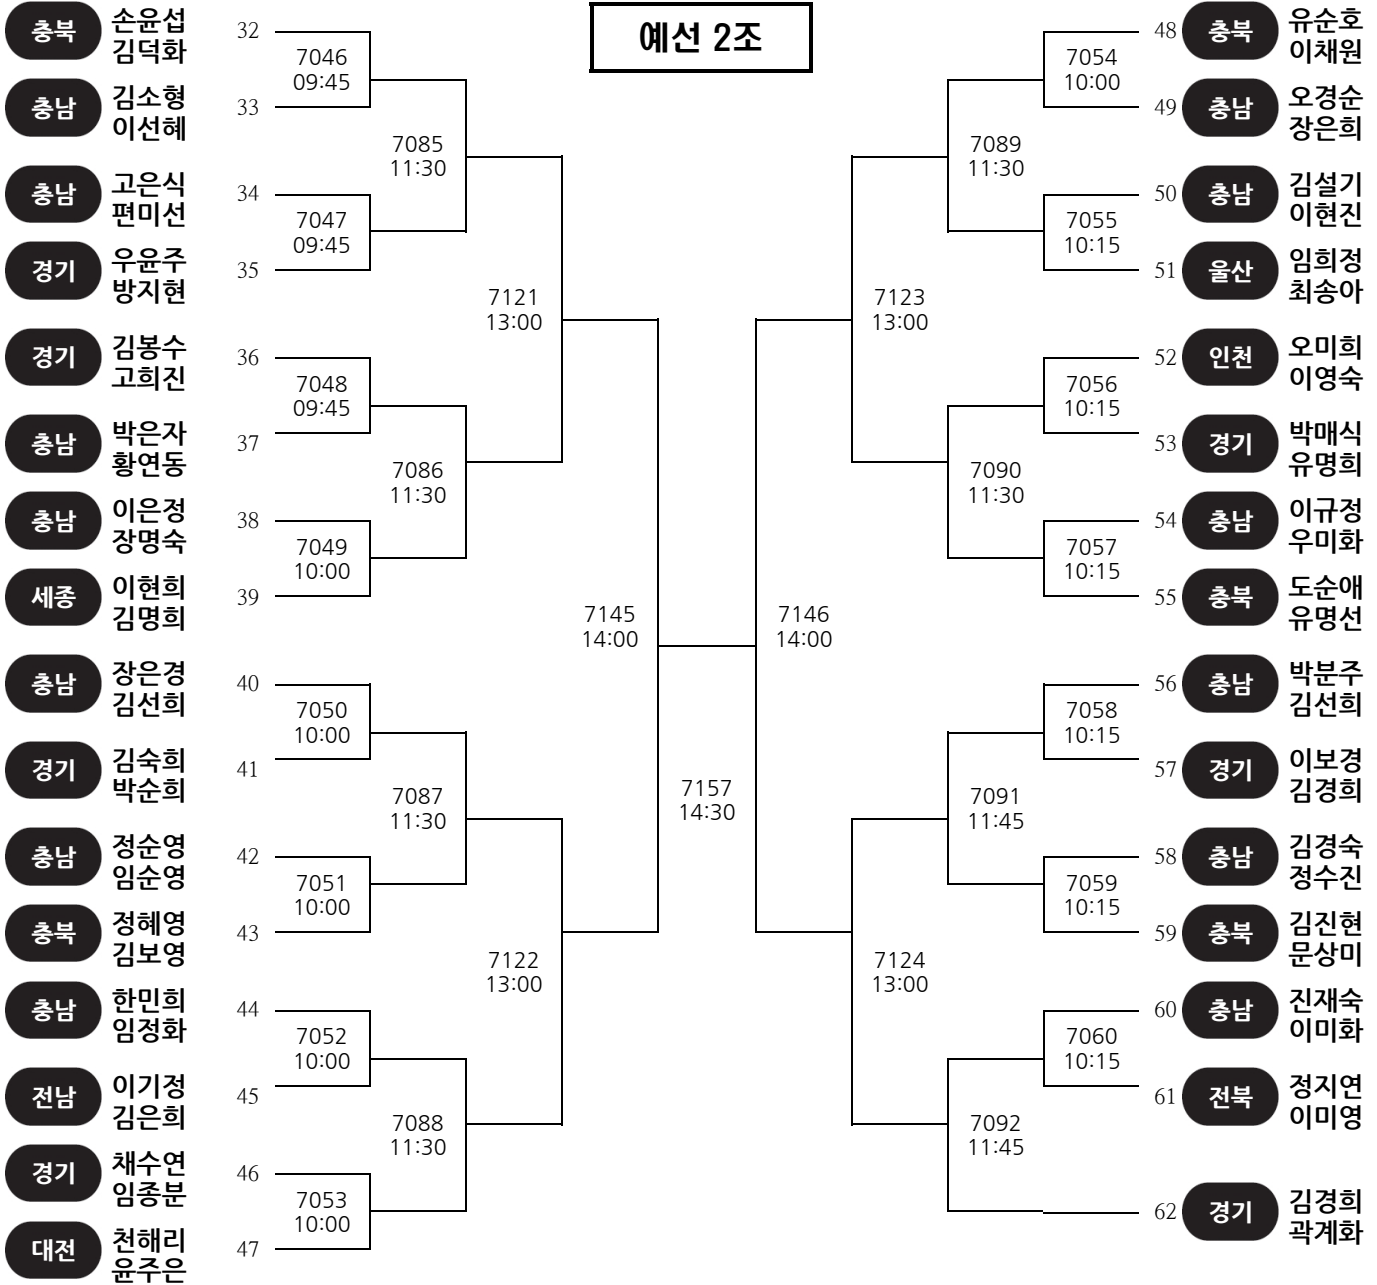 예선 2조
충북
손윤섭
김덕화
32
7046
09:45
충남
김소형
이선혜
33
7085
11:30
충남
고은식
편미선
34
7047
09:45
경기
우윤주
방지현
35
7121
13:00
경기
김봉수
고희진
36
7048
09:45
충남
박은자
황연동
37
7086
11:30
충남
이은정
장명숙
38
7049
10:00
세종
이현희
김명희
39
7145
14:00
충남
장은경
김선희
40
7050
10:00
경기
김숙희
박순희
41
7087
11:30
충남
정순영
임순영
42
7051
10:00
충북
정혜영
김보영
43
7122
13:00
충남
한민희
임정화
44
7052
10:00
전남
이기정
김은희
45
7088
11:30
경기
채수연
임종분
46
7053
10:00
대전
천해리
윤주은
47
7157
14:30
48
충북
유순호
이채원
7054
10:00
49
충남
오경순
장은희
7089
11:30
50
충남
김설기
이현진
7055
10:15
51
울산
임희정
최송아
7123
13:00
52
인천
오미희
이영숙
7056
10:15
53
경기
박매식
유명희
7090
11:30
54
충남
이규정
우미화
7057
10:15
55
충북
도순애
유명선
7146
14:00
56
충남
박분주
김선희
7058
10:15
57
경기
이보경
김경희
7091
11:45
58
충남
김경숙
정수진
7059
10:15
59
충북
김진현
문상미
7124
13:00
60
충남
진재숙
이미화
7060
10:15
61
전북
정지연
이미영
7092
11:45
62
경기
김경희
곽계화